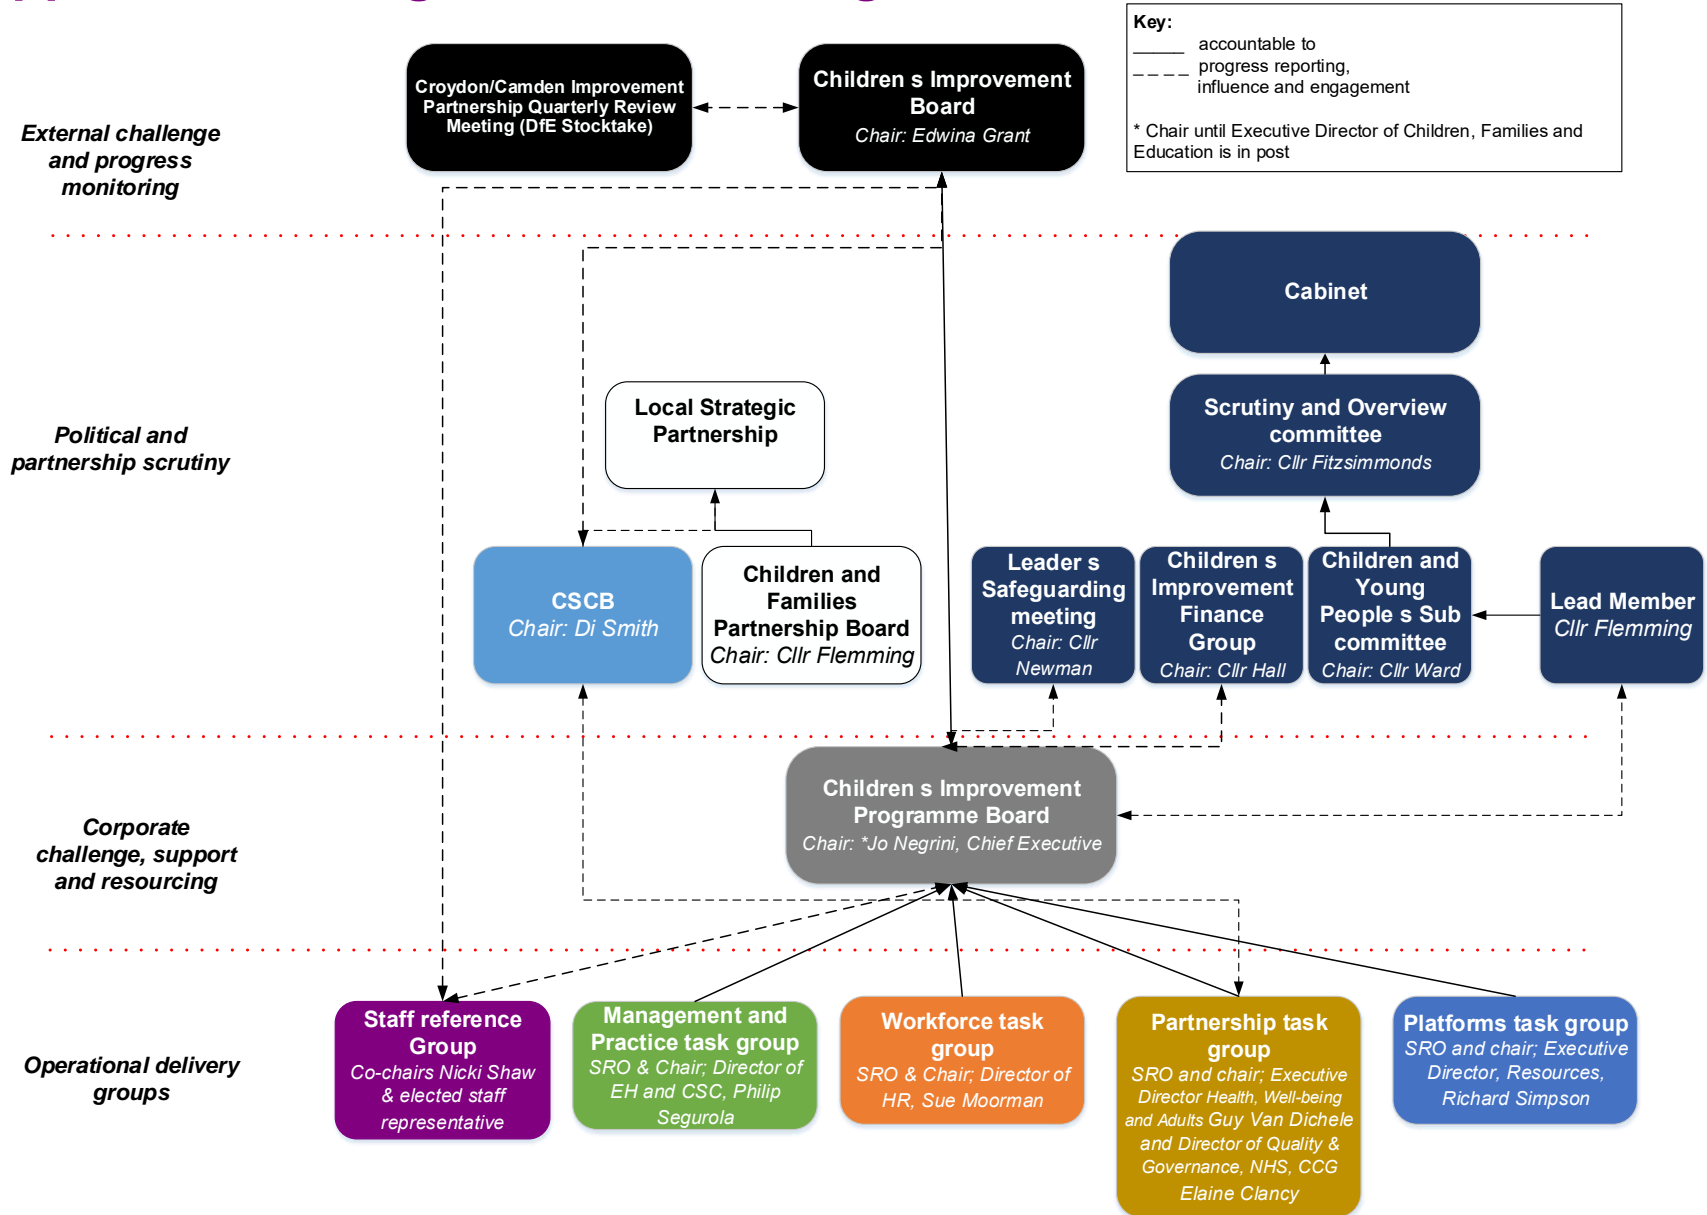 Key:
accountable to
progress reporting,
influence and engagement
* Chair until Executive Director of Children, Families and
Education is in post
Croydon/Camden Improvement
Partnership Quarterly Review
Meeting (DfE Stocktake)
Children s Improvement
Board
Chair: Edwina Grant
External challenge
and progress
monitoring
Cabinet
Local Strategic
Partnership
Scrutiny and Overview
committee
Chair: Cllr Fitzsimmonds
Political and
partnership scrutiny
CSCB
Chair: Di Smith
Children and
Families
Partnership Board
Chair: Cllr Flemming
Leader s
Safeguarding
meeting
Chair: Cllr
Newman
Children s
Improvement
Finance
Group
Chair: Cllr Hall
Children and
Young
People s Sub
committee
Chair: Cllr Ward
Lead Member
Cllr Flemming
Children s Improvement
Programme Board
Chair: *Jo Negrini, Chief Executive
Corporate
challenge, support
and resourcing
Operational delivery
groups
Staff reference
Group
Co-chairs Nicki Shaw
& elected staff
representative
Management and
Practice task group
SRO & Chair; Director of
EH and CSC, Philip
Segurola
Workforce task
group
SRO & Chair; Director of
HR, Sue Moorman
Partnership task
group
SRO and chair; Executive
Director Health, Well-being
and Adults Guy Van Dichele
and Director of Quality &
Governance, NHS, CCG
Elaine Clancy
Platforms task group
SRO and chair; Executive
Director, Resources,
Richard Simpson